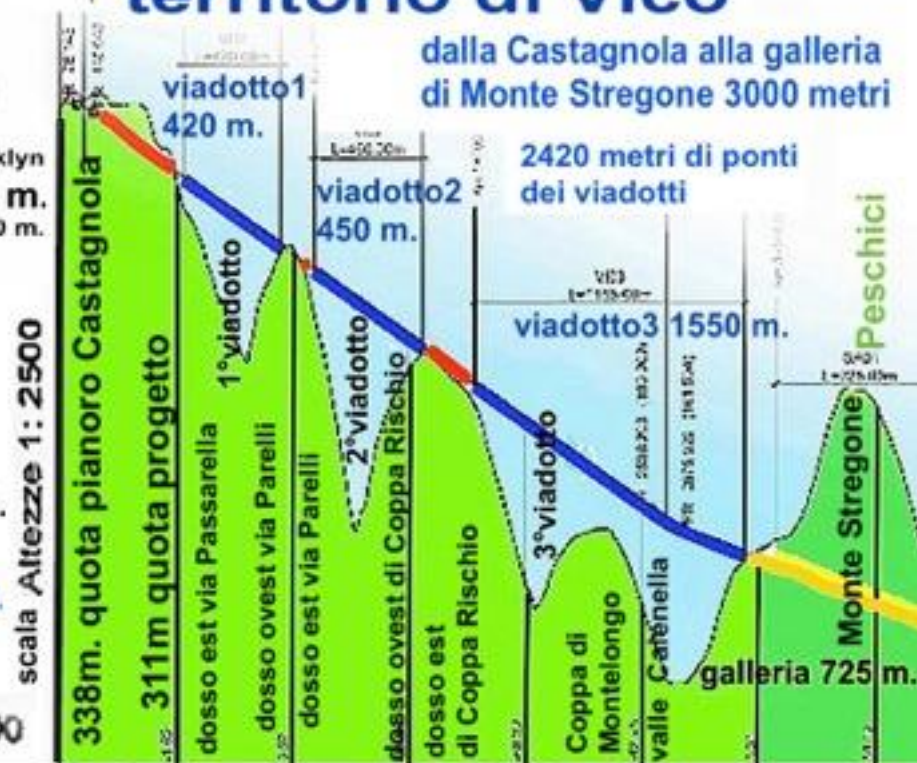 territorio di Vico
dalla Castagnola alla galleria
di Monte Stregone 3000 metri
viadotto1
420 m.
2420 metri di ponti
dei viadotti
klyn
m.
0 m.
viadotto2
450 m.
viadotto3 1550 m.
Peschici
scala Altezze 1: 2500
338m. quota pianoro Castagnola
311m quota progetto
dosso est via Passarella
1°viadotto
dosso ovest via Parelli
dosso est via Parelli
2°viadotto
dosso ovest di Coppa Rischio
dosso est
di Coppa Rischio
3°viadotto
Coppa di
Montelongo
valle Calenella
galleria 725 m.
Monte Stregone